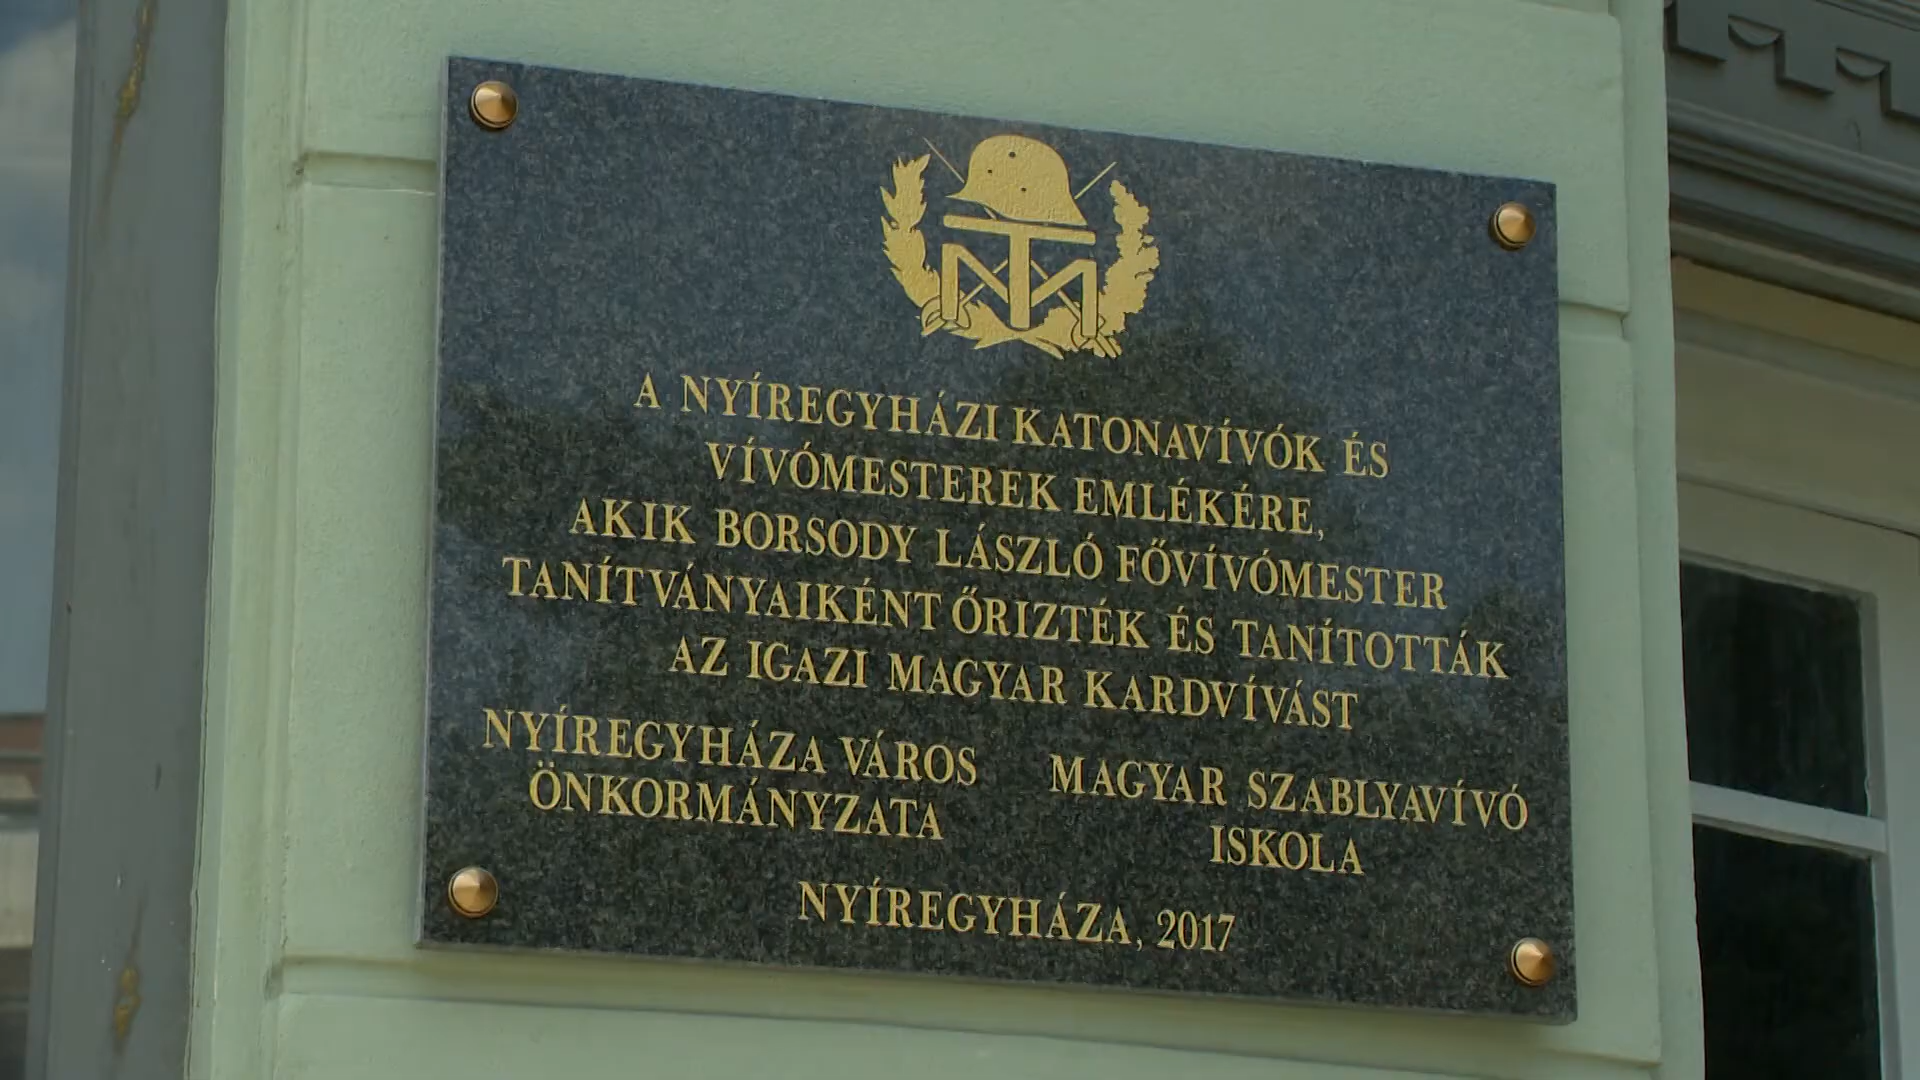 A NYÍREGYHÁZI KATONAVÍVÓK ÉS
VÍVÓMESTEREK EMLÉKÉRE,
AKIK BORSODY LÁSZLÓ FŐVÍVÓMESTER
TANÍTVÁNYAIKÉNT ŐRIZTÉK ÉS TANÍTOTTÁK
AZ IGAZI MAGYAR KARDVÍVÁST
NYÍREGYHÁZA VÁROS
ÖNKORMÁNYZATA
MAGYAR SZABLYAVÍVÓ
ISKOLA
NYÍREGYHÁZA, 2017